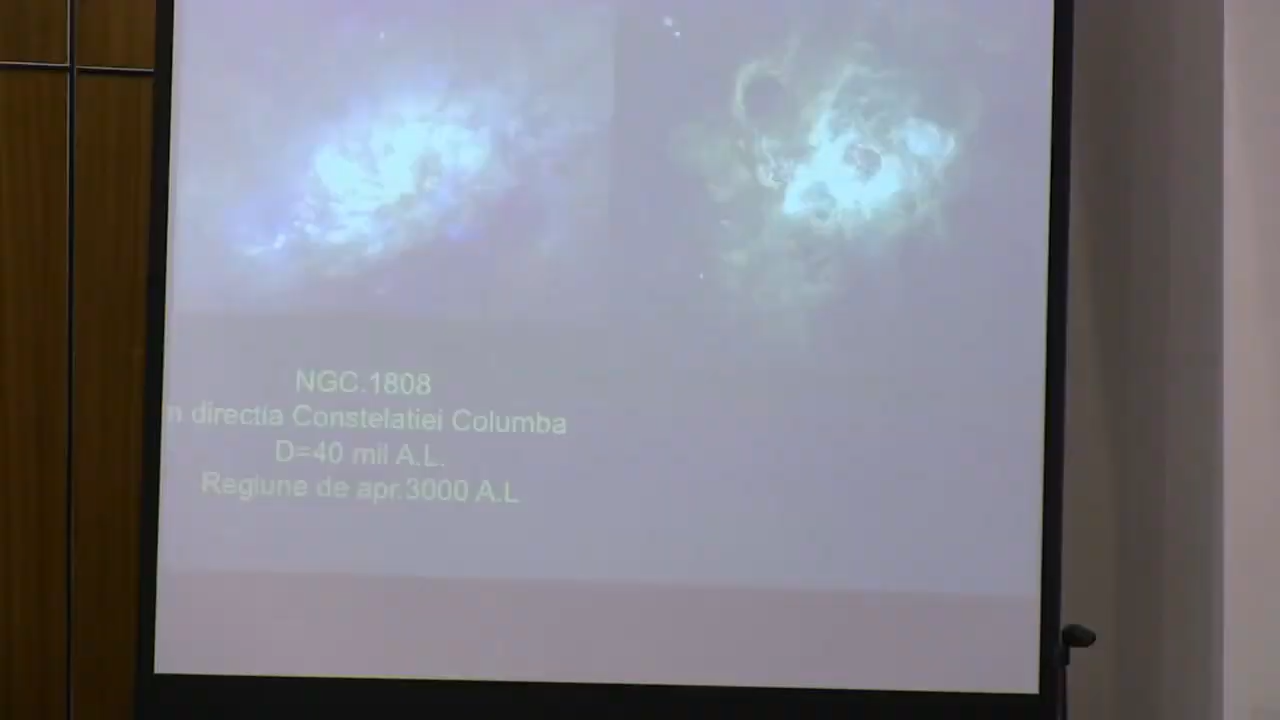 NGC.1808
n directia Constelatiei Columba
D=40 mil A.L.
Regiune de apr.3000 A.L